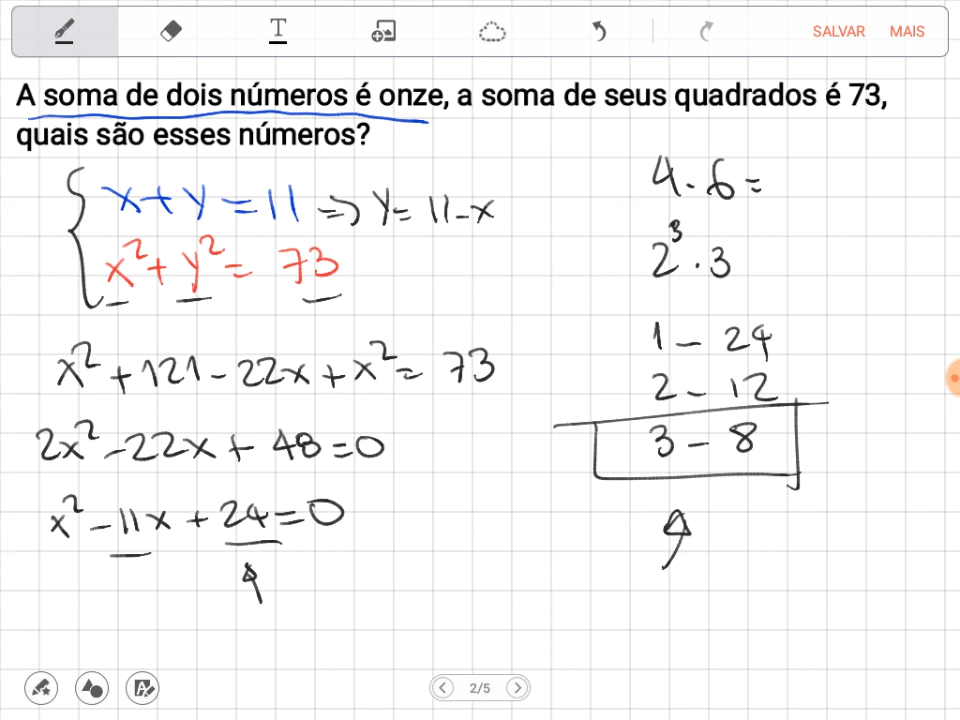 T SALVAR MAIS
A soma de dois números é onze, a soma de seus quadrados é 73,
quais são esses números?
x+y=11 => y=11-x
x²+y²=73
x²+121-22x+x²=73
2x²-22x+48=0
x²-11x+24=0
4.6=
2³.3
1-24
2-12
3-8
2/5